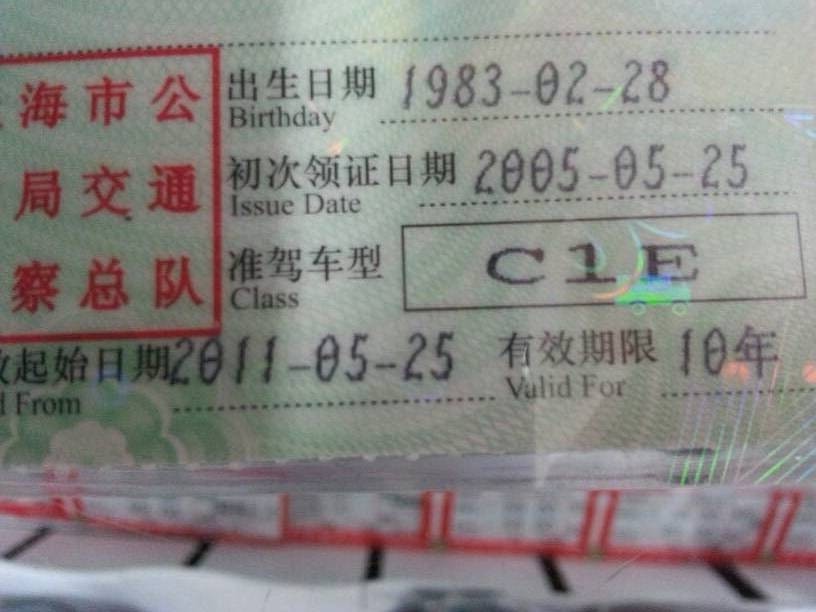 海市公
局交通
察总队
出生日期 1983-02-28
Birthday
初次领证日期 2005-05-25
Issue Date
准驾车型 C1E
Class
起始日期 2011-05-25 有效期限 10年
From Valid For